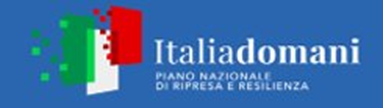 Italiadomani
PIANO NAZIONALE
DI RIPRESA E RESILIENZA